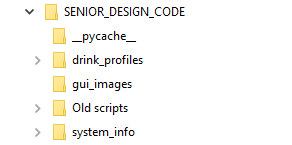 SENIOR_DESIGN_CODE
__pycache__
drink_profiles
gui_images
Old scripts
system_info